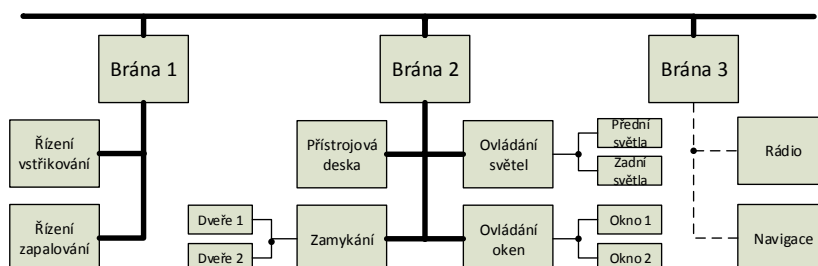 Brána 1
Brána 2
Brána 3
Řízení
vstřikování
Přístrojová
deska
Ovládání
světel
Přední
světla
Zadní
světla
Rádio
Řízení
zapalování
Dveře 1
Dveře 2
Zamykání
Ovládání
oken
Okno 1
Okno 2
Navigace